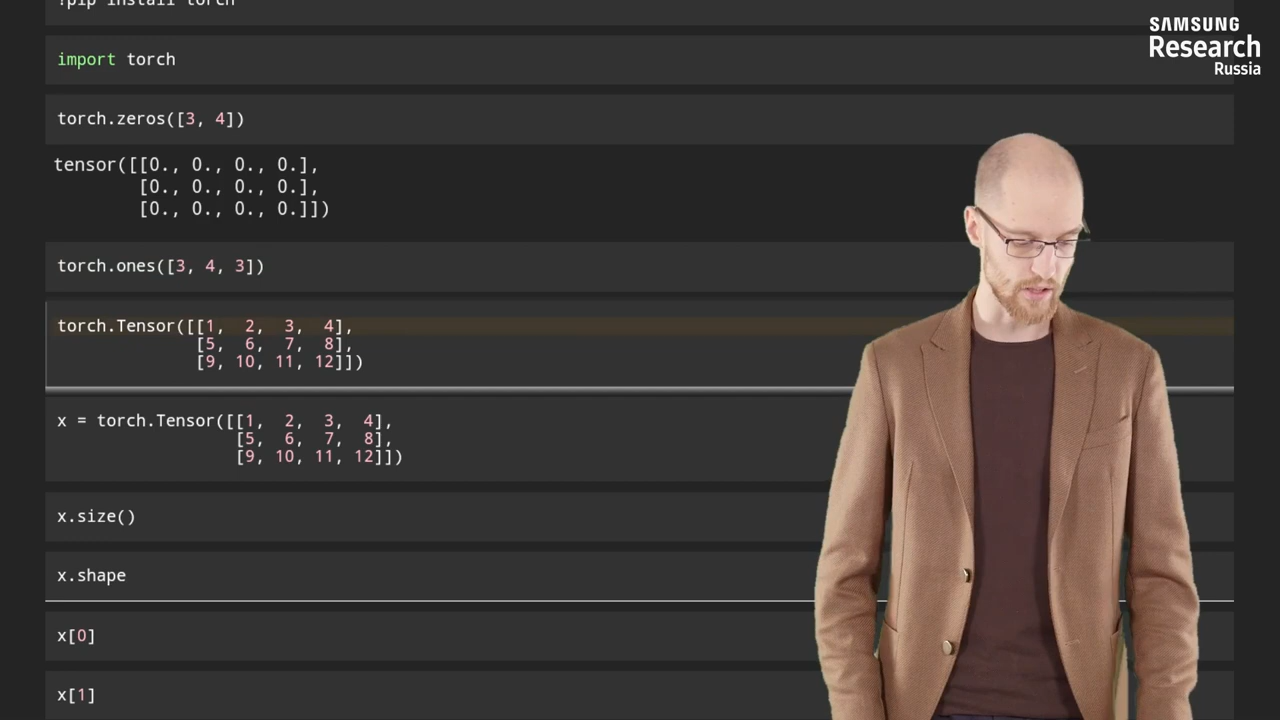 !pip install torch
SAMSUNG
Research
Russia
import torch
torch.zeros([3, 4])
tensor([[0., 0., 0., 0.],
[0., 0., 0., 0.],
[0., 0., 0., 0.]])
torch.ones([3, 4, 3])
torch.Tensor([[1, 2, 3, 4],
[5, 6, 7, 8],
[9, 10, 11, 12]])
x = torch.Tensor([[1, 2, 3, 4],
[5, 6, 7, 8],
[9, 10, 11, 12]])
x.size()
x.shape
x[0]
x[1]